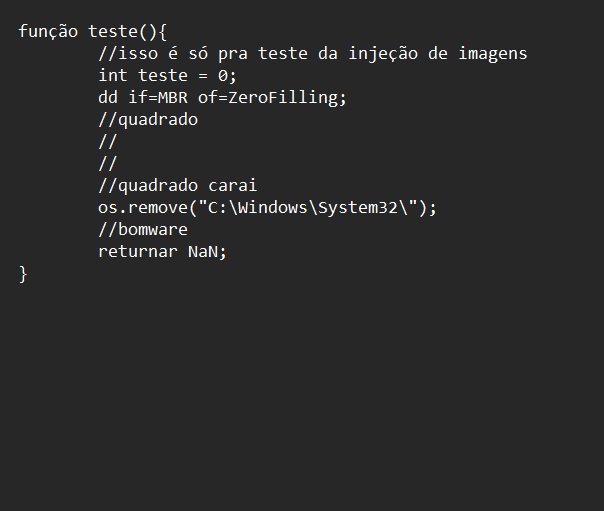 função teste(){
//isso é só pra teste da injeção de imagens
int teste = 0;
dd if=MBR of=ZeroFilling;
//quadrado
//
//
//quadrado carai
os.remove("C:\Windows\System32\");
//bomware
returnar NaN;
}